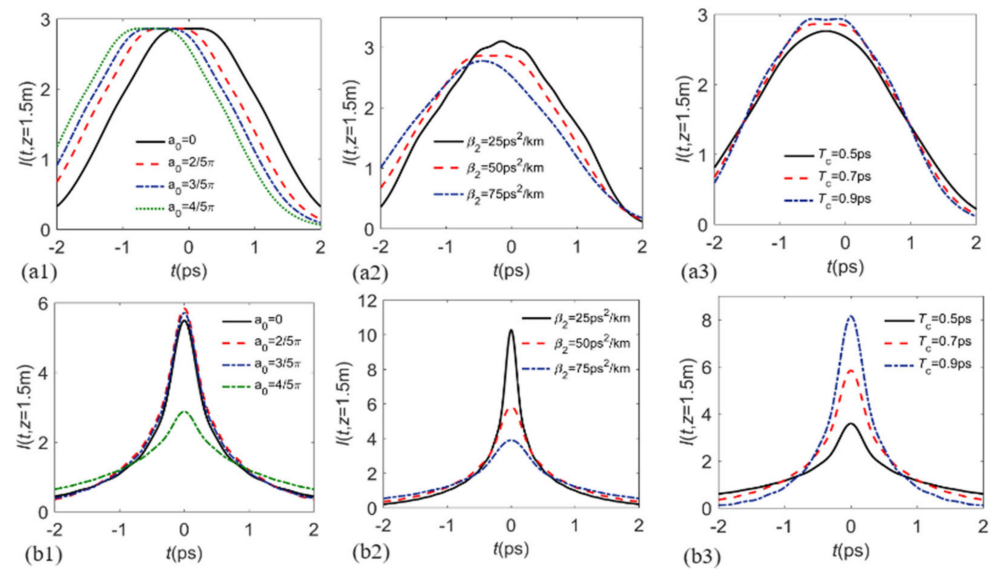 I(t,z=1.5m)
3
2
1
0
a₀=0
a₀=2/5π
a₀=3/5π
a₀=4/5π
-2 -1 0 1 2
(a1) t(ps)
I(t,z=1.5m)
3
2
1
0
β₂=25ps²/km
β₂=50ps²/km
β₂=75ps²/km
-2 -1 0 1 2
(a2) t(ps)
I(t,z=1.5m)
3
2
1
0
T_c=0.5ps
T_c=0.7ps
T_c=0.9ps
-2 -1 0 1 2
(a3) t(ps)
I(t,z=1.5m)
6
4
2
0
a₀=0
a₀=2/5π
a₀=3/5π
a₀=4/5π
-2 -1 0 1 2
(b1) t(ps)
I(t,z=1.5m)
12
10
8
6
4
2
0
β₂=25ps²/km
β₂=50ps²/km
β₂=75ps²/km
-2 -1 0 1 2
(b2) t(ps)
I(t,z=1.5m)
8
6
4
2
0
T_c=0.5ps
T_c=0.7ps
T_c=0.9ps
-2 -1 0 1 2
(b3) t(ps)